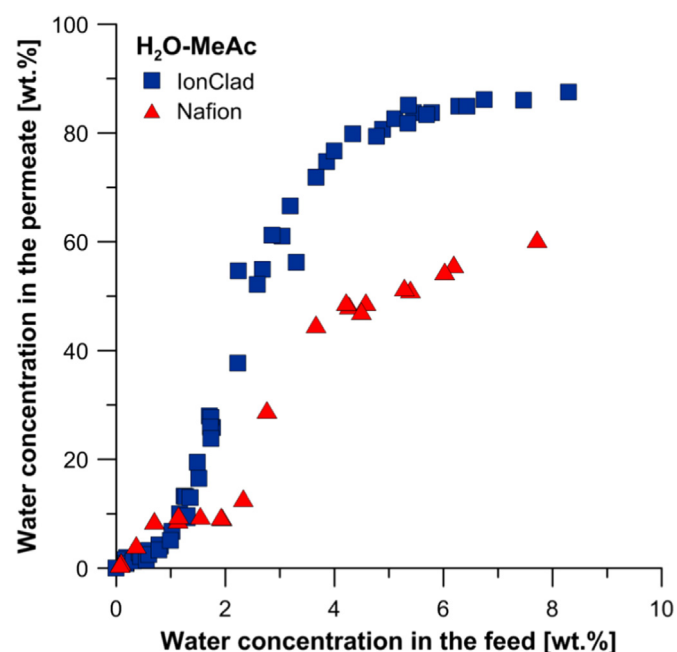 H₂O-MeAc
IonClad
Nafion
Water concentration in the permeate [wt.%]
100
80
60
40
20
0
0 2 4 6 8 10
Water concentration in the feed [wt.%]